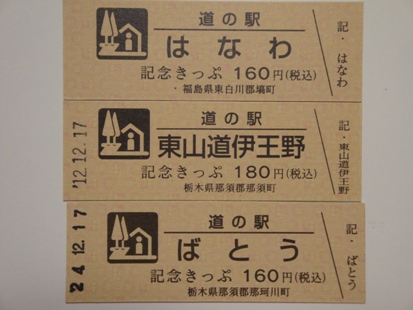 道の駅
はなわ
記念きっぷ 160円(税込)
・福島県東白川郡塙町
記・はなわ
'12.12.17
道の駅
東山道伊王野
記念きっぷ 180円(税込)
栃木県那須郡那須町
記・東山道伊王野
24.12.17
道の駅
ばとう
記念きっぷ 160円(税込)
栃木県那須郡那珂川町
記・ばとう